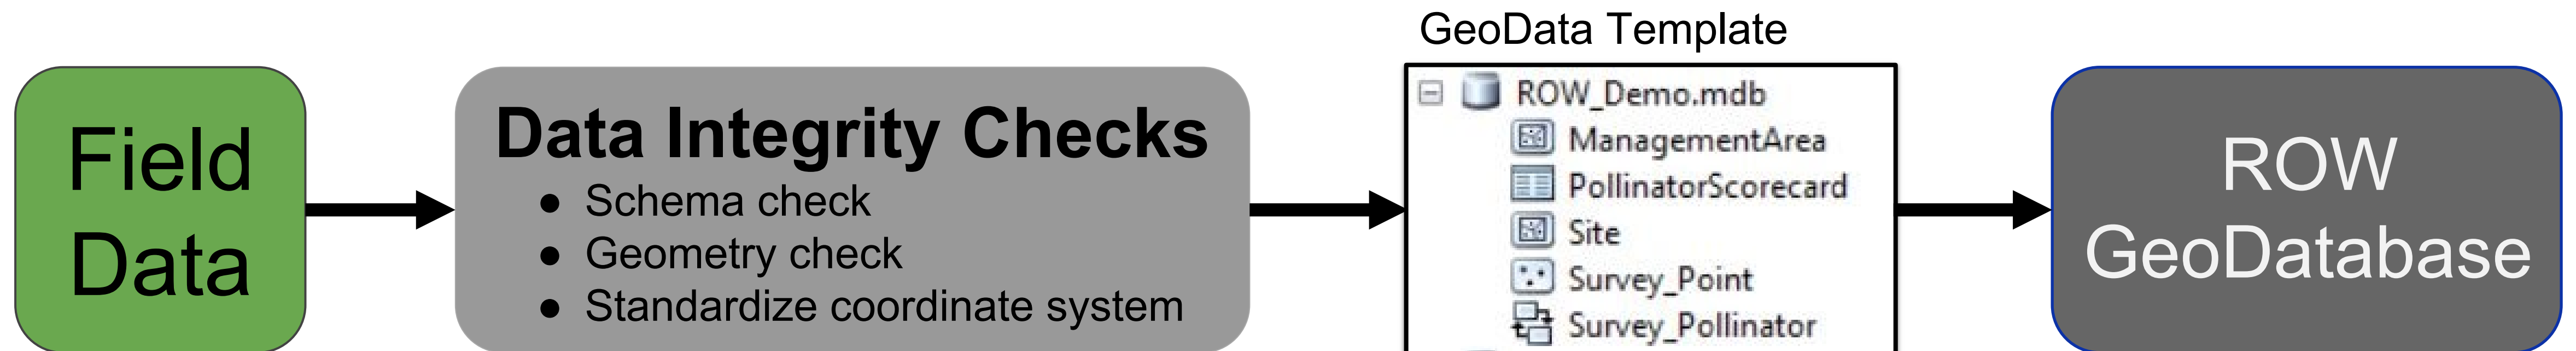 Field
Data
Data Integrity Checks
● Schema check
● Geometry check
● Standardize coordinate system
GeoData Template
ROW_Demo.mdb
ManagementArea
PollinatorScorecard
Site
Survey_Point
Survey_Pollinator
ROW
GeoDatabase